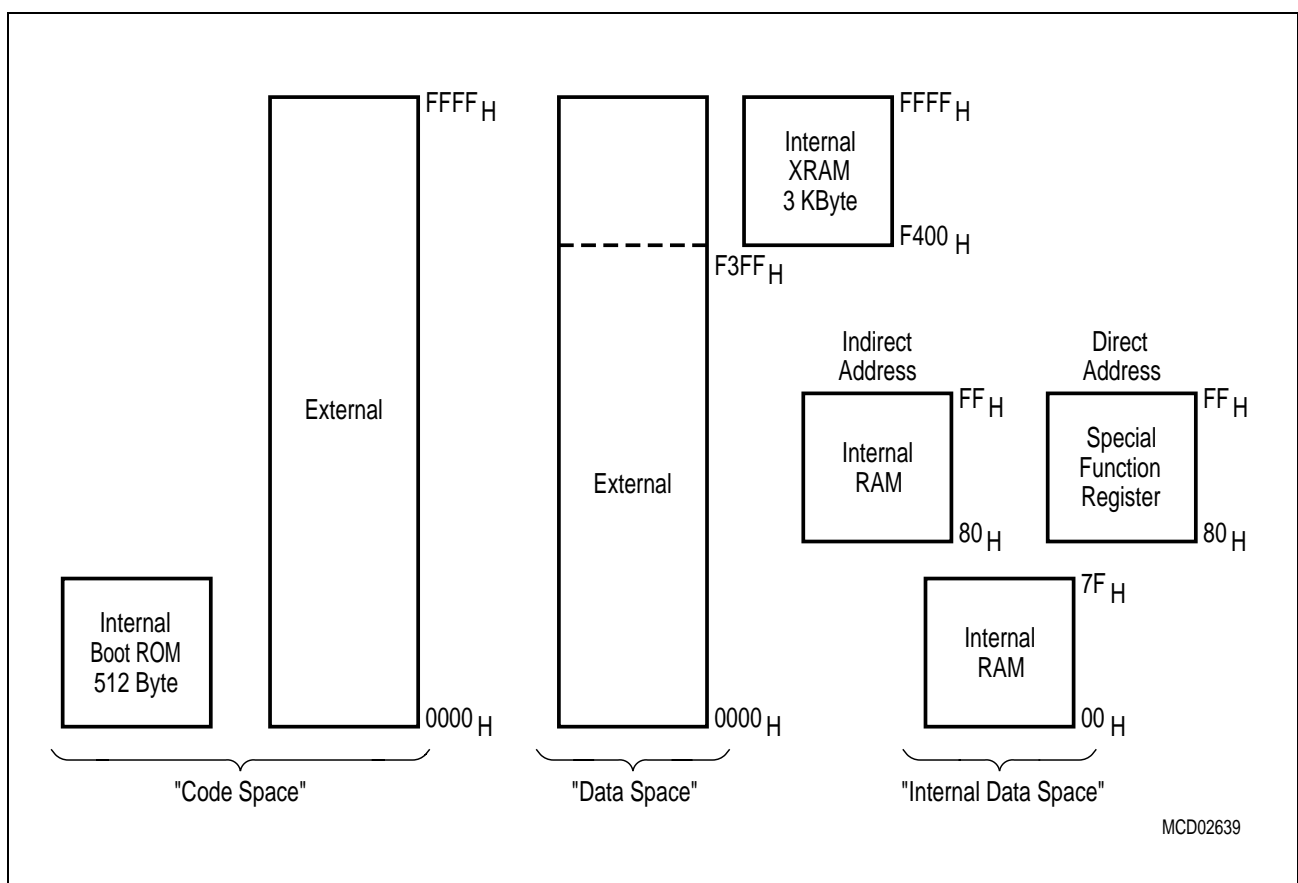 FFFF H
FFFF H
Internal
XRAM
3 KByte
F400 H
F3FF H
Indirect
Address
Direct
Address
External
FF H
FF H
Internal
RAM
Special
Function
Register
External
80 H
80 H
Internal
Boot ROM
512 Byte
7F H
Internal
RAM
0000 H
0000 H
00 H
"Code Space"
"Data Space"
"Internal Data Space"
MCD02639